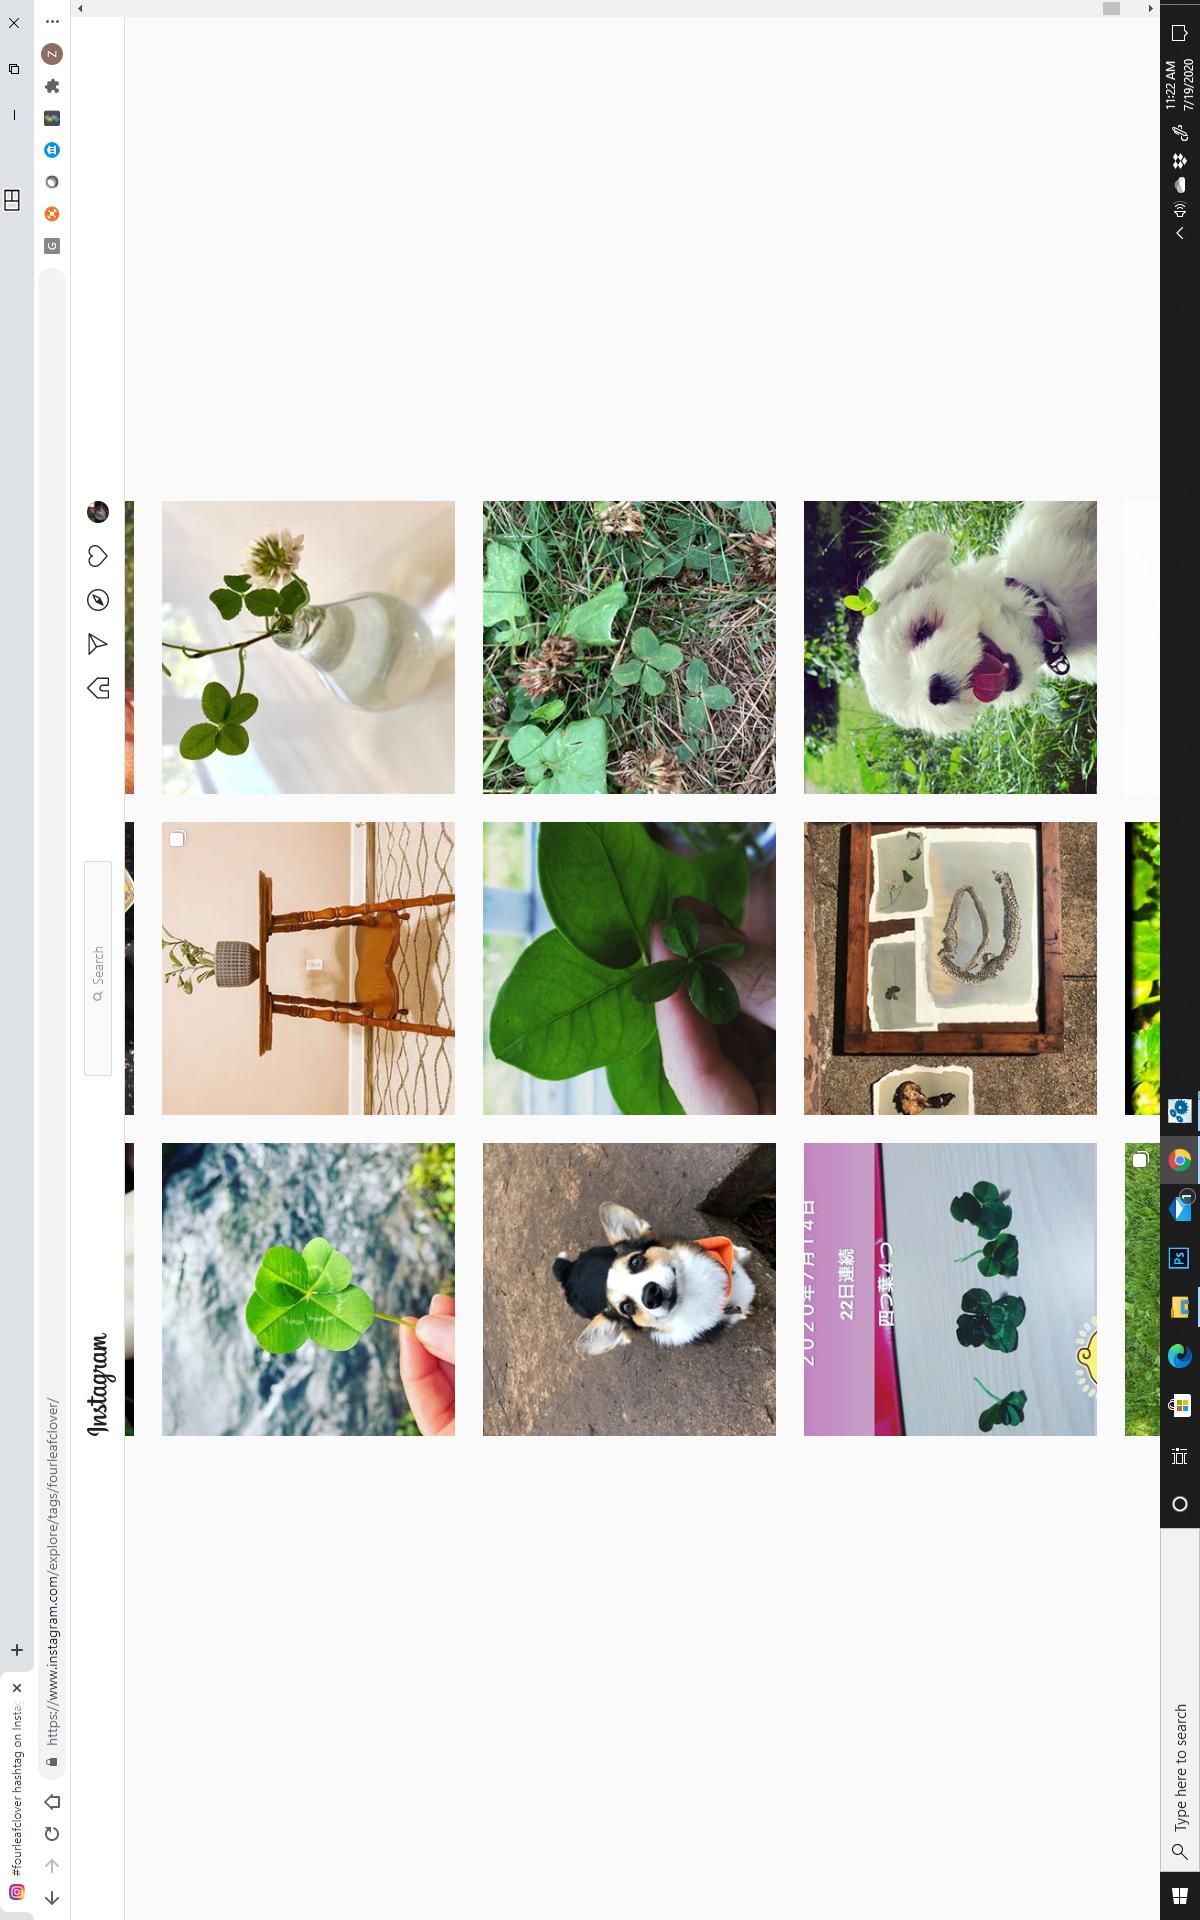 #fourleafclover hashtag on Insta
https://www.instagram.com/explore/tags/fourleafclover/
G
Z
Instagram
Search
2020年7月14日
22日連続
四つ葉4つ
Type here to search
Ps
1
11:22 AM
7/19/2020